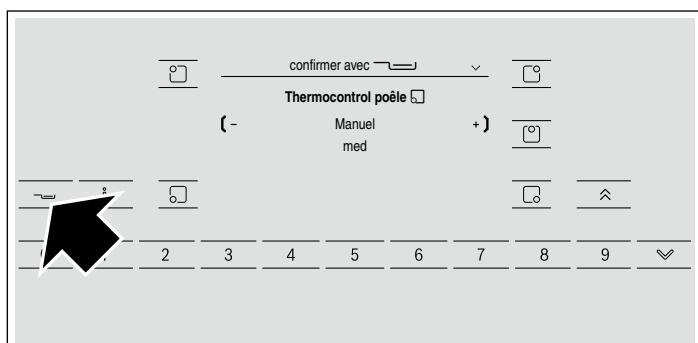 confirmer avec
Thermocontrol poêle
- Manuel +
med
2 3 4 5 6 7 8 9